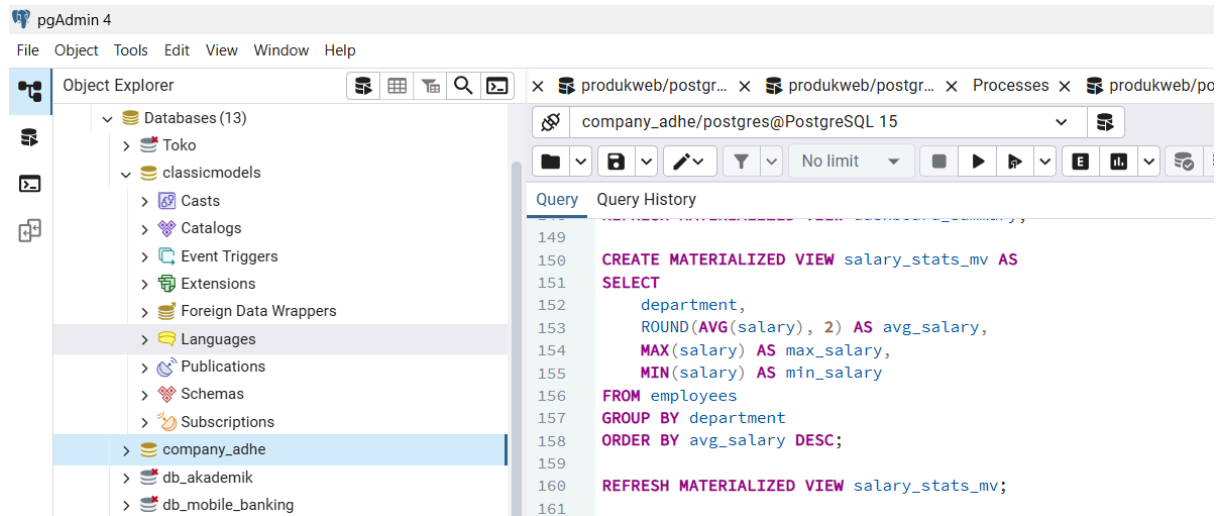 pgAdmin 4
File Object Tools Edit View Window Help
Object Explorer
Databases (13)
Toko
classicmodels
Casts
Catalogs
Event Triggers
Extensions
Foreign Data Wrappers
Languages
Publications
Schemas
Subscriptions
company_adhe
db_akademik
db_mobile_banking
produkweb/postgr... produkweb/postgr... Processes produkweb/po
company_adhe/postgres@PostgreSQL 15
No limit
E
Query Query History
149
150 CREATE MATERIALIZED VIEW salary_stats_mv AS
151 SELECT
152 department,
153 ROUND(AVG(salary), 2) AS avg_salary,
154 MAX(salary) AS max_salary,
155 MIN(salary) AS min_salary
156 FROM employees
157 GROUP BY department
158 ORDER BY avg_salary DESC;
159
160 REFRESH MATERIALIZED VIEW salary_stats_mv;
161